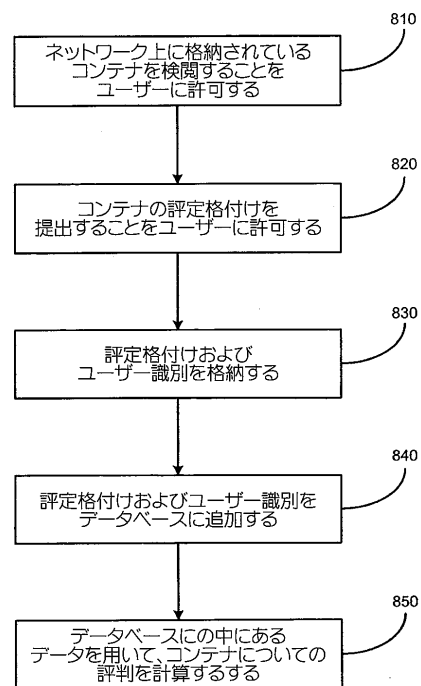 810
ネットワーク上に格納されている
コンテナを検閲することを
ユーザーに許可する
820
コンテナの評定格付けを
提出することをユーザーに許可する
830
評定格付けおよび
ユーザー識別を格納する
840
評定格付けおよびユーザー識別を
データベースに追加する
850
データベースにの中にある
データを用いて、コンテナについての
評判を計算するする